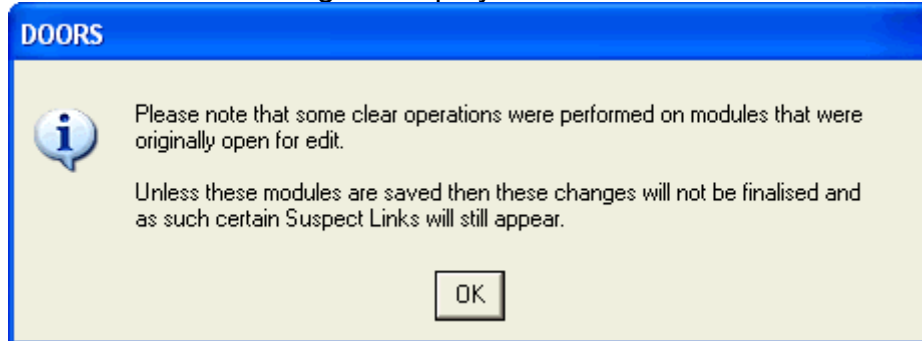 DOORS
Please note that some clear operations were performed on modules that were
originally open for edit.
Unless these modules are saved then these changes will not be finalised and
as such certain Suspect Links will still appear.
OK